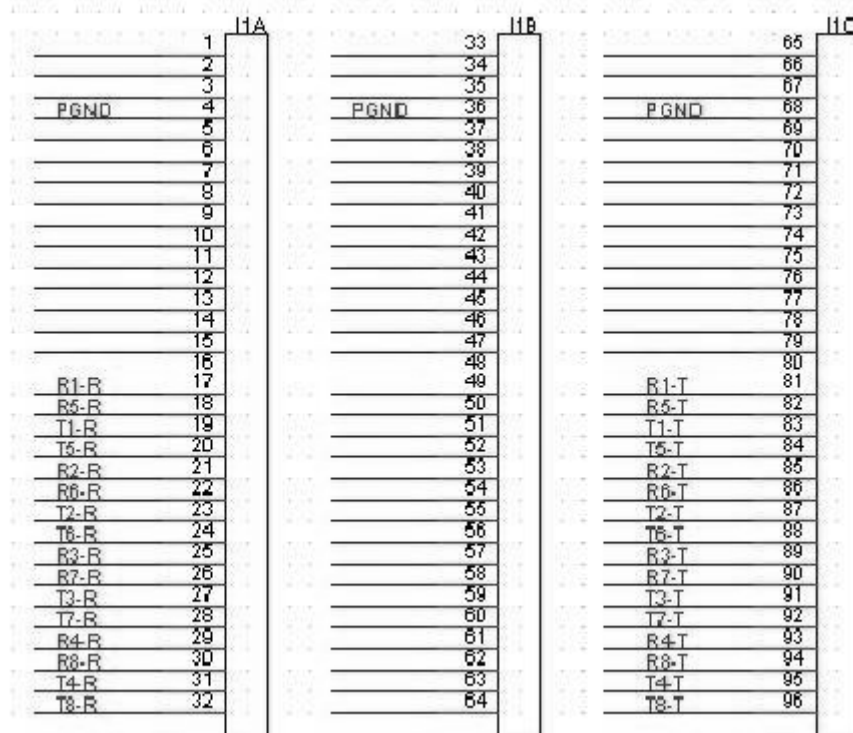 J1A
1
2
3
PGND 4
5
6
7
8
9
10
11
12
13
14
15
16
R1-R 17
R5-R 18
T1-R 19
T5-R 20
R2-R 21
R6-R 22
T2-R 23
T6-R 24
R3-R 25
R7-R 26
T3-R 27
T7-R 28
R4-R 29
R8-R 30
T4-R 31
T8-R 32
J1B
33
34
35
PGND 36
37
38
39
40
41
42
43
44
45
46
47
48
49
50
51
52
53
54
55
56
57
58
59
60
61
62
63
64
J1C
65
66
67
PGND 68
69
70
71
72
73
74
75
76
77
78
79
80
R1-T 81
R5-T 82
T1-T 83
T5-T 84
R2-T 85
R6-T 86
T2-T 87
T6-T 88
R3-T 89
R7-T 90
T3-T 91
T7-T 92
R4-T 93
R8-T 94
T4-T 95
T8-T 96